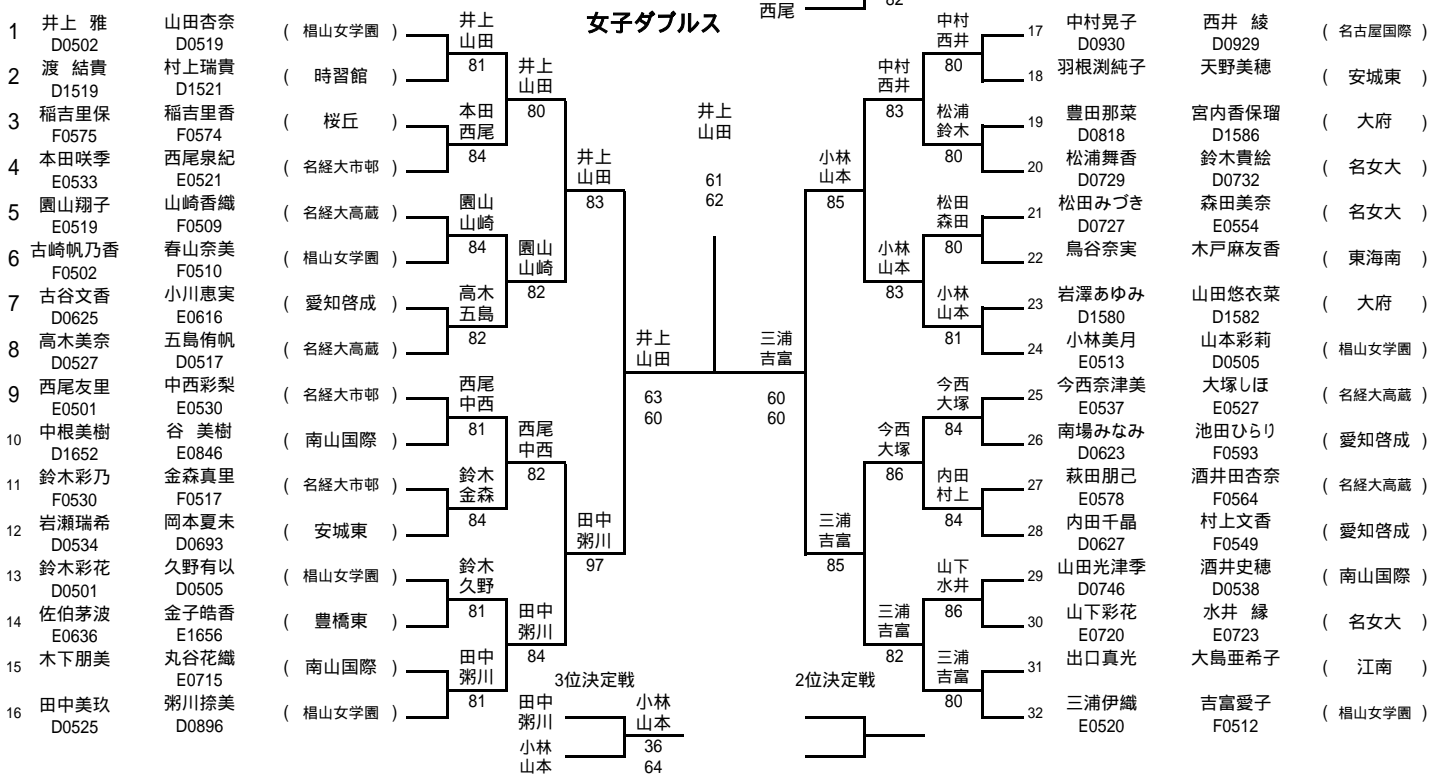 女子ダブルス
西尾 82
1 井上 雅 山田杏奈 ( 椙山女学園 )
D0502 D0519
2 渡 結貴 村上瑞貴 ( 時習館 )
D1519 D1521
3 稲吉里保 稲吉里香 ( 桜丘 )
F0575 F0574
4 本田咲季 西尾泉紀 ( 名経大市邨 )
E0533 E0521
5 園山翔子 山崎香織 ( 名経大高蔵 )
E0519 F0509
6 古崎帆乃香 春山奈美 ( 椙山女学園 )
F0502 F0510
7 古谷文香 小川恵実 ( 愛知啓成 )
D0625 E0616
8 高木美奈 五島侑帆 ( 名経大高蔵 )
D0527 D0517
9 西尾友里 中西彩梨 ( 名経大市邨 )
E0501 E0530
10 中根美樹 谷 美樹 ( 南山国際 )
D1652 E0846
11 鈴木彩乃 金森真里 ( 名経大市邨 )
F0530 F0517
12 岩瀬瑞希 岡本夏未 ( 安城東 )
D0534 D0693
13 鈴木彩花 久野有以 ( 椙山女学園 )
D0501 D0505
14 佐伯茅波 金子皓香 ( 豊橋東 )
E0636 E1656
15 木下朋美 丸谷花織 ( 南山国際 )
E0715
16 田中美玖 粥川捺美 ( 椙山女学園 )
D0525 D0896
井上
山田
81
本田
西尾
84
園山
山崎
84
高木
五島
82
西尾
中西
81
鈴木
金森
84
鈴木
久野
81
田中
粥川
81
井上
山田
80
園山
山崎
82
西尾
中西
82
田中
粥川
84
井上
山田
83
田中
粥川
97
井上
山田
63
60
井上
山田
61
62
三浦
吉富
60
60
小林
山本
85
三浦
吉富
85
中村
西井
83
小林
山本
83
今西
大塚
86
三浦
吉富
82
中村
西井
80
松浦
鈴木
80
松田
森田
80
小林
山本
81
今西
大塚
84
内田
村上
84
山下
水井
86
三浦
吉富
80
17 中村晃子 西井 綾 ( 名古屋国際 )
D0930 D0929
18 羽根渕純子 天野美穂 ( 安城東 )
19 豊田那菜 宮内香保瑠 ( 大府 )
D0818 D1586
20 松浦舞香 鈴木貴絵 ( 名女大 )
D0729 D0732
21 松田みづき 森田美奈 ( 名女大 )
D0727 E0554
22 鳥谷奈実 木戸麻友香 ( 東海南 )
23 岩澤あゆみ 山田悠衣菜 ( 大府 )
D1580 D1582
24 小林美月 山本彩莉 ( 椙山女学園 )
E0513 D0505
25 今西奈津美 大塚しほ ( 名経大高蔵 )
E0537 E0527
26 南場みなみ 池田ひらり ( 愛知啓成 )
D0623 F0593
27 萩田朋己 酒井田杏奈 ( 名経大高蔵 )
E0578 F0564
28 内田千晶 村上文香 ( 愛知啓成 )
D0627 F0549
29 山田光津季 酒井史穂 ( 南山国際 )
D0746 D0538
30 山下彩花 水井 縁 ( 名女大 )
E0720 E0723
31 出口真光 大島亜希子 ( 江南 )
32 三浦伊織 吉富愛子 ( 椙山女学園 )
E0520 F0512
3位決定戦
田中
粥川
小林
山本
小林
山本
36
64
2位決定戦